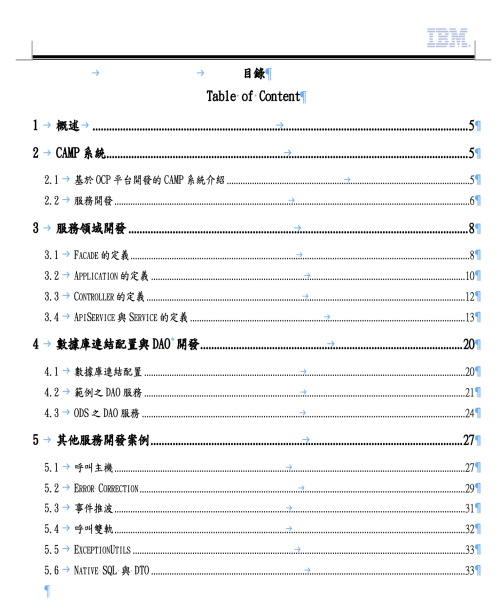 IBM.
目錄
Table of Content
1 概述 5
2 CAMP 系統 5
2.1 基於 OCP 平台開發的 CAMP 系統介紹 5
2.2 服務開發 6
3 服務領域開發 8
3.1 FACADE 的定義 8
3.2 APPLICATION 的定義 10
3.3 CONTROLLER 的定義 12
3.4 APISERVICE 與 SERVICE 的定義 13
4 數據庫連結配置與 DAO 開發 20
4.1 數據庫連結配置 20
4.2 範例之 DAO 服務 21
4.3 ODS 之 DAO 服務 24
5 其他服務開發案例 27
5.1 呼叫主機 27
5.2 ERROR CORRECTION 29
5.3 事件推波 31
5.4 呼叫雙軌 32
5.5 EXCEPTIONUTILS 33
5.6 NATIVE SQL 與 DTO 33